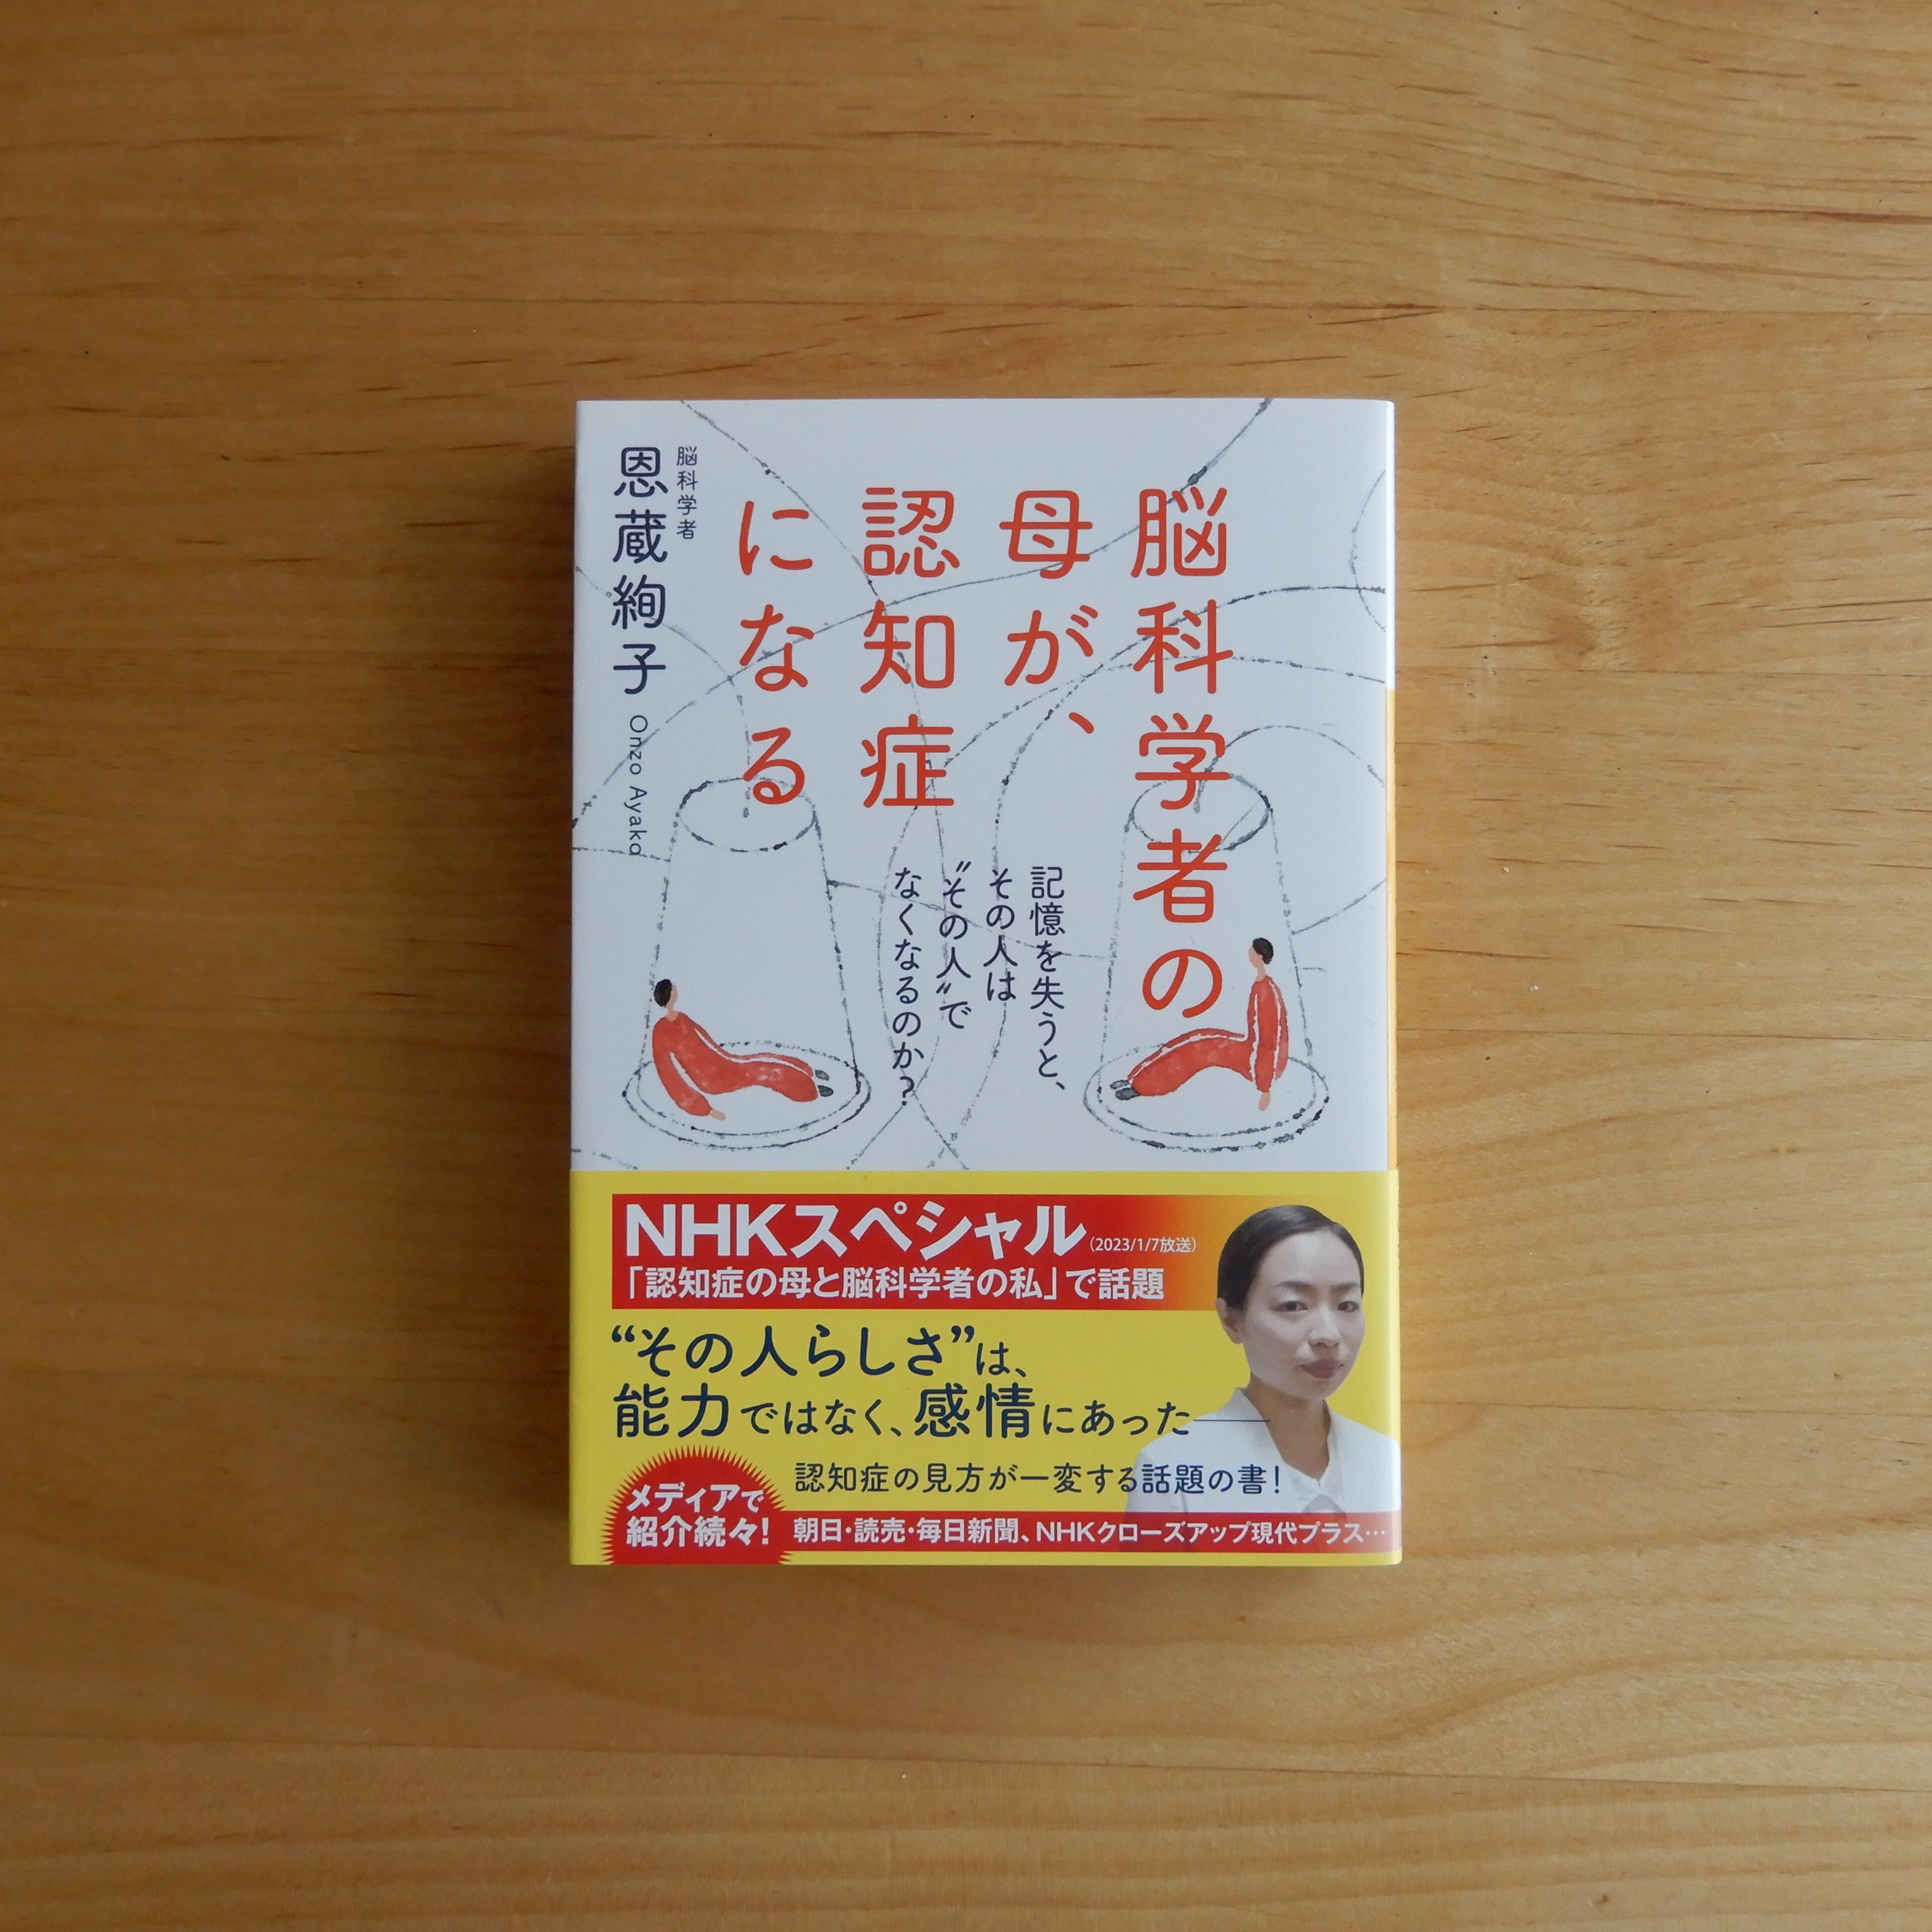 脳科学者の
母が、
認知症
になる
記憶を失うと、
その人は
〝その人〟で
なくなるのか?
脳科学者
恩蔵絢子 Onzo Ayako
NHKスペシャル(2023/1/7放送)
「認知症の母と脳科学者の私」で話題
“その人らしさ”は、
能力ではなく、感情にあった――
認知症の見方が一変する話題の書!
メディアで
紹介続々!
朝日・読売・毎日新聞、NHKクローズアップ現代プラス…